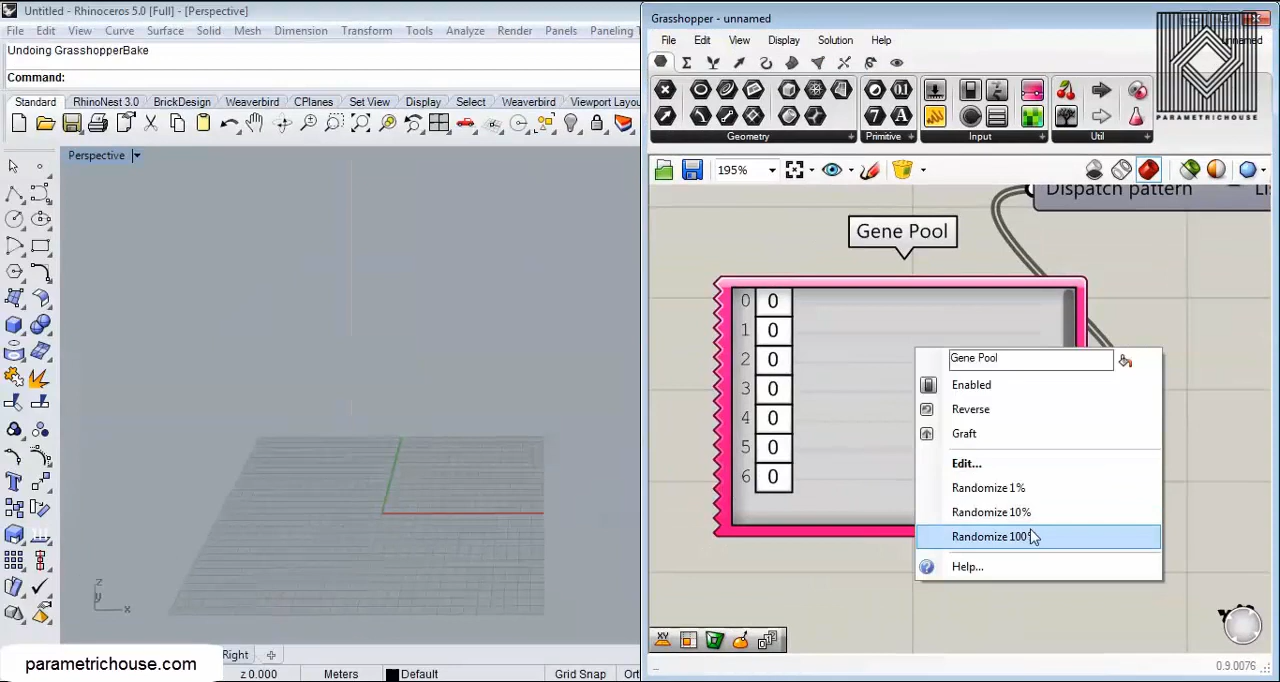 Untitled - Rhinoceros 5.0 [Full] - [Perspective]
File Edit View Curve Surface Solid Mesh Dimension Transform Tools Analyze Render Panels Paneling
Undoing GrasshopperBake
Command:
Standard RhinoNest 3.0 BrickDesign Weaverbird CPlanes Set View Display Select Weaverbird Viewport Layou
Perspective
z
y
x
Right
parametrichouse.com
z 0.000 Meters Default Grid Snap Ort
Grasshopper - unnamed
File Edit View Display Solution Help
unnamed
PARAMETRICHOUSE
Geometry + Primitive + Input + Util +
195%
Dispatch pattern
Gene Pool
0 0
1 0
2 0
3 0
4 0
5 0
6 0
Gene Pool
Enabled
Reverse
Graft
Edit...
Randomize 1%
Randomize 10%
Randomize 100%
Help...
0.9.0076